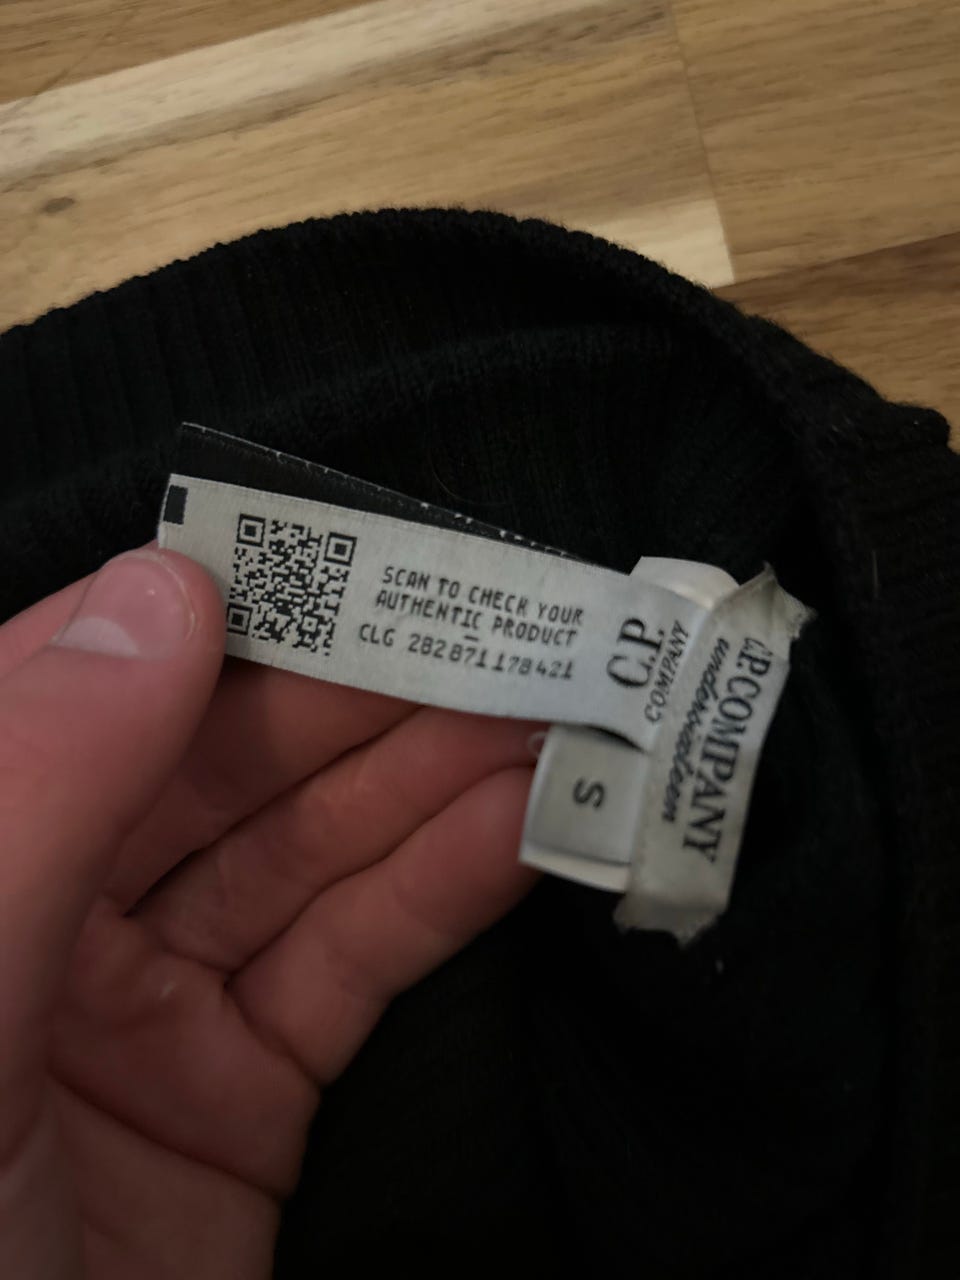 SCAN TO CHECK YOUR
AUTHENTIC PRODUCT
CLG 282871178421
C.P.
COMPANY
C.P.COMPANY
undersixteen
S